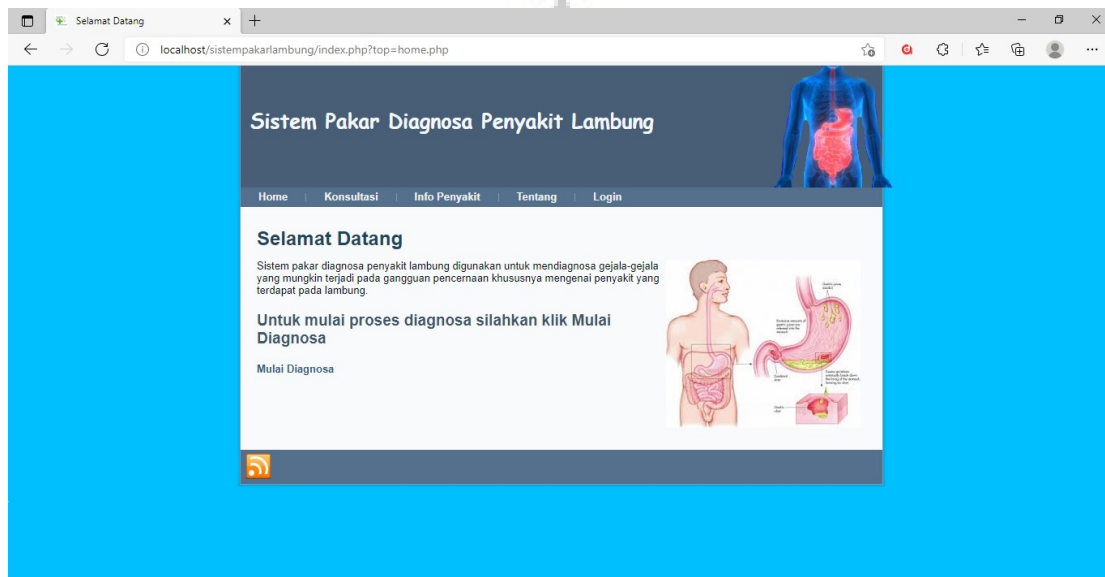 Selamat Datang
localhost/sistempakarlambung/index.php?top=home.php
Sistem Pakar Diagnosa Penyakit Lambung
Home | Konsultasi | Info Penyakit | Tentang | Login
Selamat Datang
Sistem pakar diagnosa penyakit lambung digunakan untuk mendiagnosa gejala-gejala
yang mungkin terjadi pada gangguan pencernaan khususnya mengenai penyakit yang
terdapat pada lambung.
Untuk mulai proses diagnosa silahkan klik Mulai
Diagnosa
Mulai Diagnosa